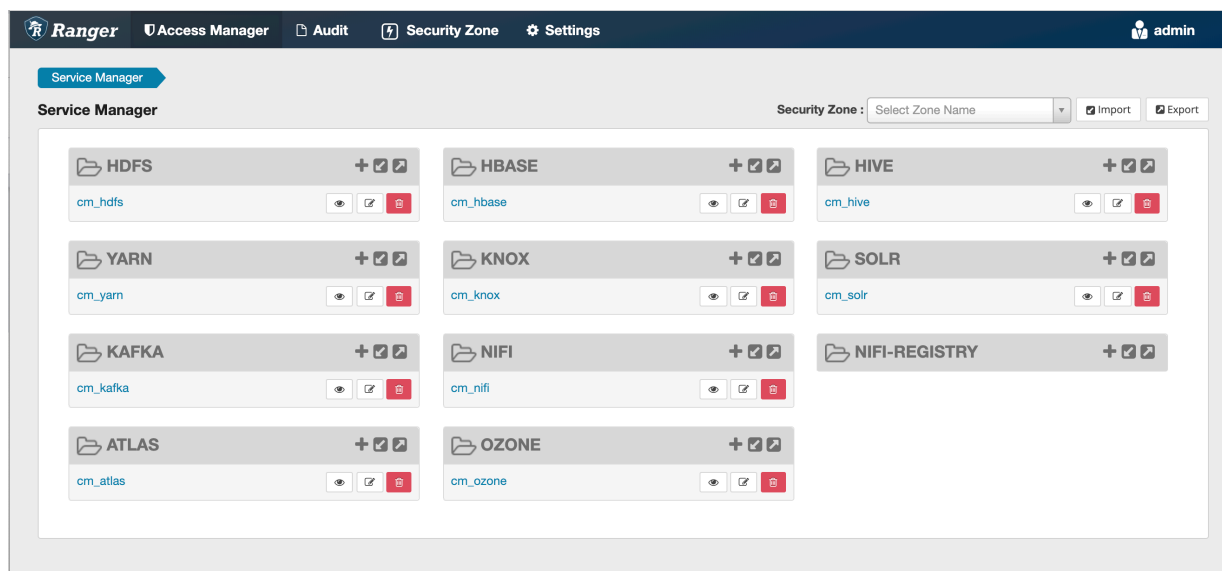 Ranger Access Manager Audit Security Zone Settings admin
Service Manager
Service Manager Security Zone : Select Zone Name Import Export
HDFS HBASE HIVE
cm_hdfs cm_hbase cm_hive
YARN KNOX SOLR
cm_yarn cm_knox cm_solr
KAFKA NIFI NIFI-REGISTRY
cm_kafka cm_nifi
ATLAS OZONE
cm_atlas cm_ozone